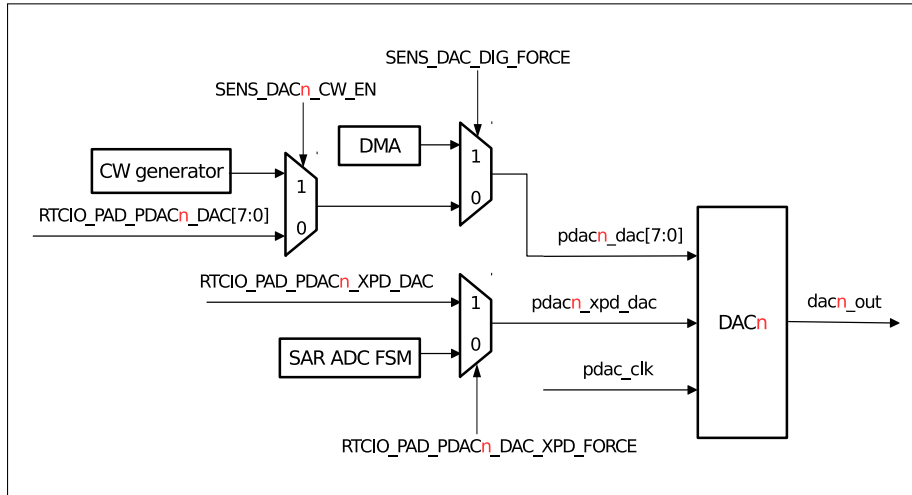 SENS_DAC_DIG_FORCE
SENS_DACn_CW_EN
DMA
1
CW generator
1
0
RTCIO_PAD_PDACn_DAC[7:0]
0
pdacn_dac[7:0]
RTCIO_PAD_PDACn_XPD_DAC
1
pdacn_xpd_dac
dacn_out
DACn
0
SAR ADC FSM
pdac_clk
RTCIO_PAD_PDACn_DAC_XPD_FORCE